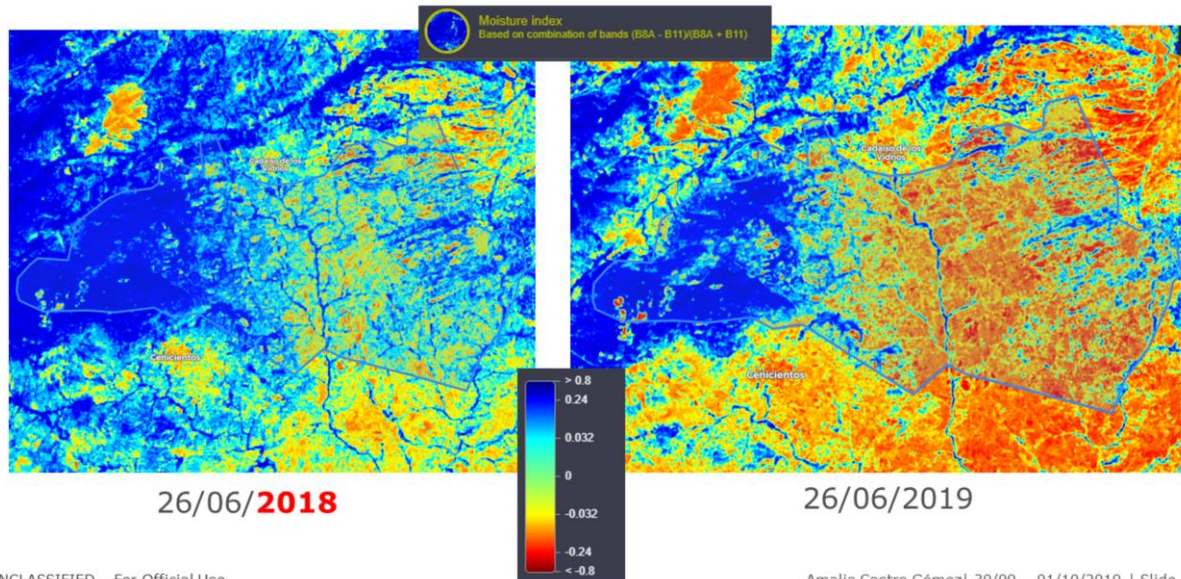 Moisture index
Based on combination of bands (B8A - B11)/(B8A + B11)
Cadalso de los
Vidrios
Cenicientos
Cadalso de los
Vidrios
Cenicientos
> 0.8
0.24
0.032
0
-0.032
-0.24
< -0.8
26/06/2018
26/06/2019
NCLASSIFIED For Official Use
Amalia Castro Gómez| 30/09 – 01/10/2019 | Slide